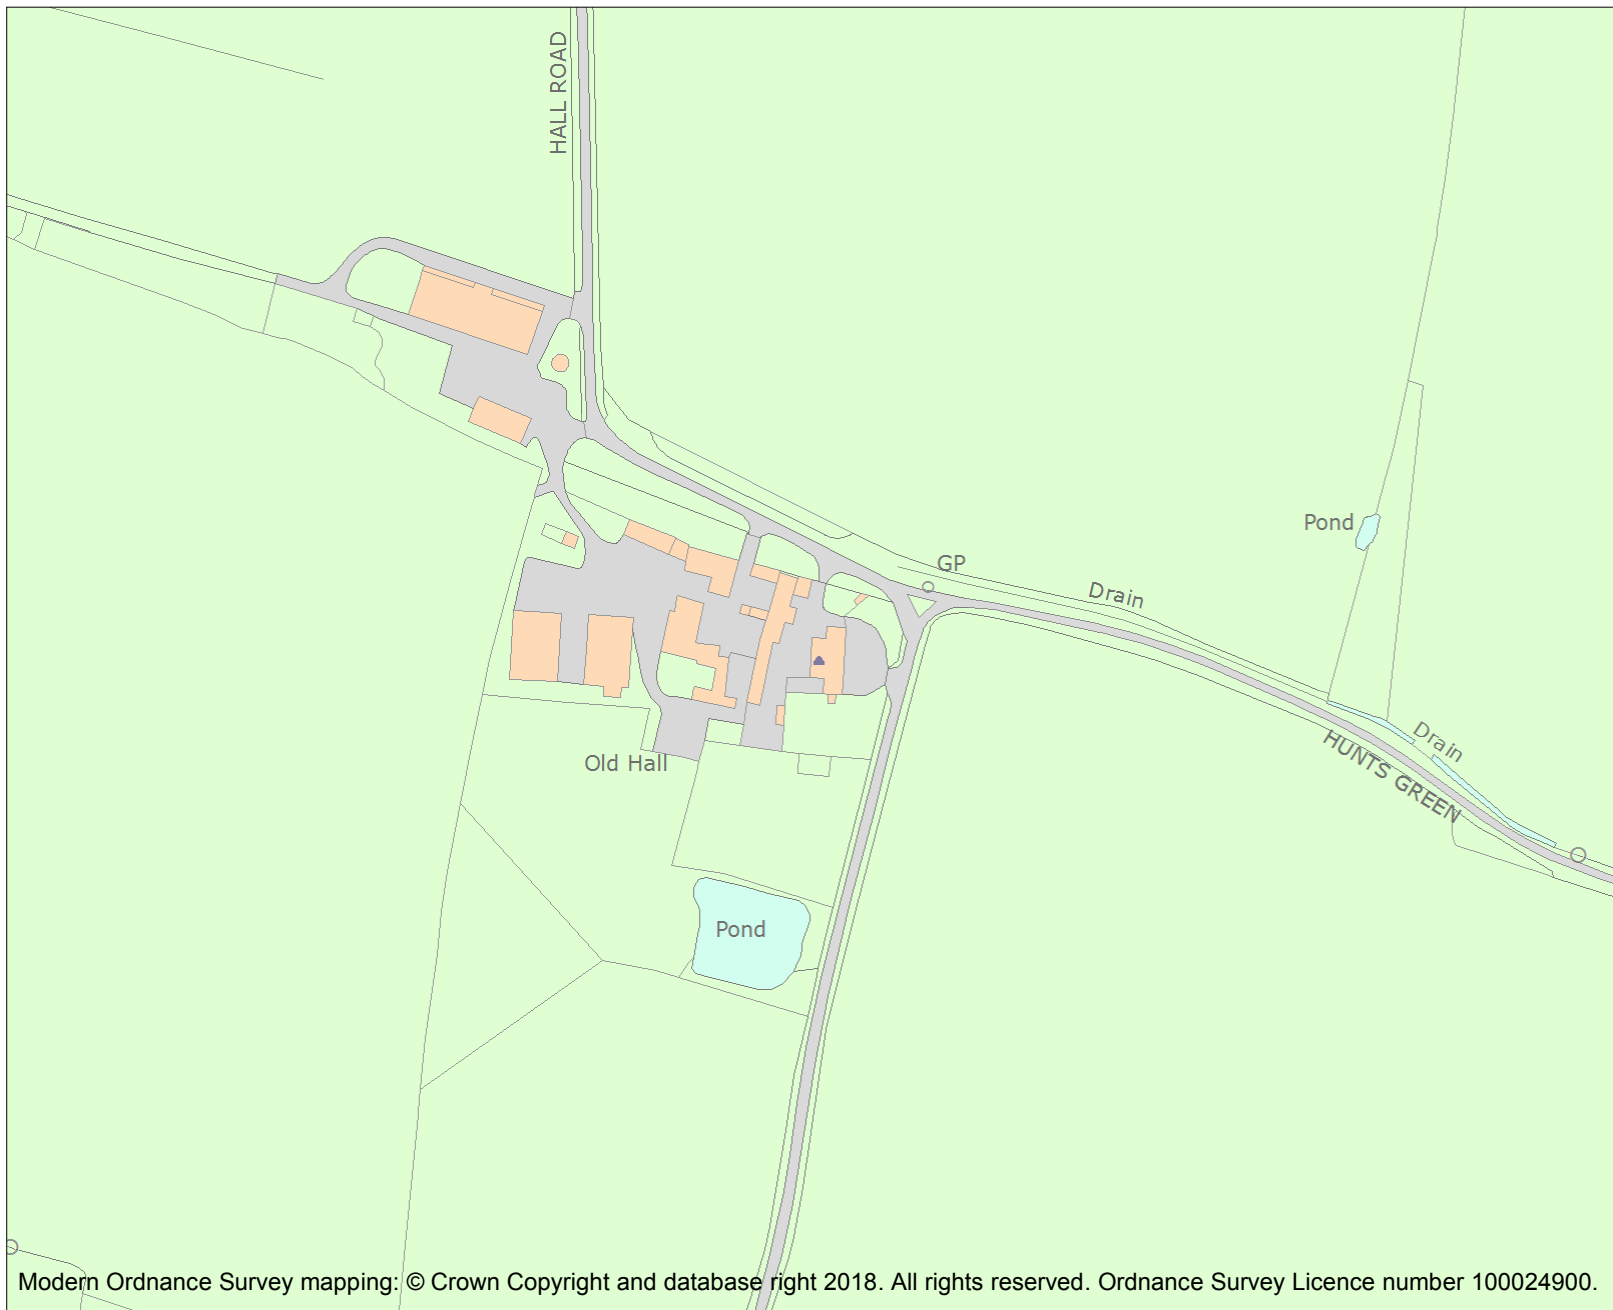 HALL ROAD
Pond
GP
Drain
Drain
HUNTS GREEN
Old Hall
Pond
Modern Ordnance Survey mapping: © Crown Copyright and database right 2018. All rights reserved. Ordnance Survey Licence number 100024900.